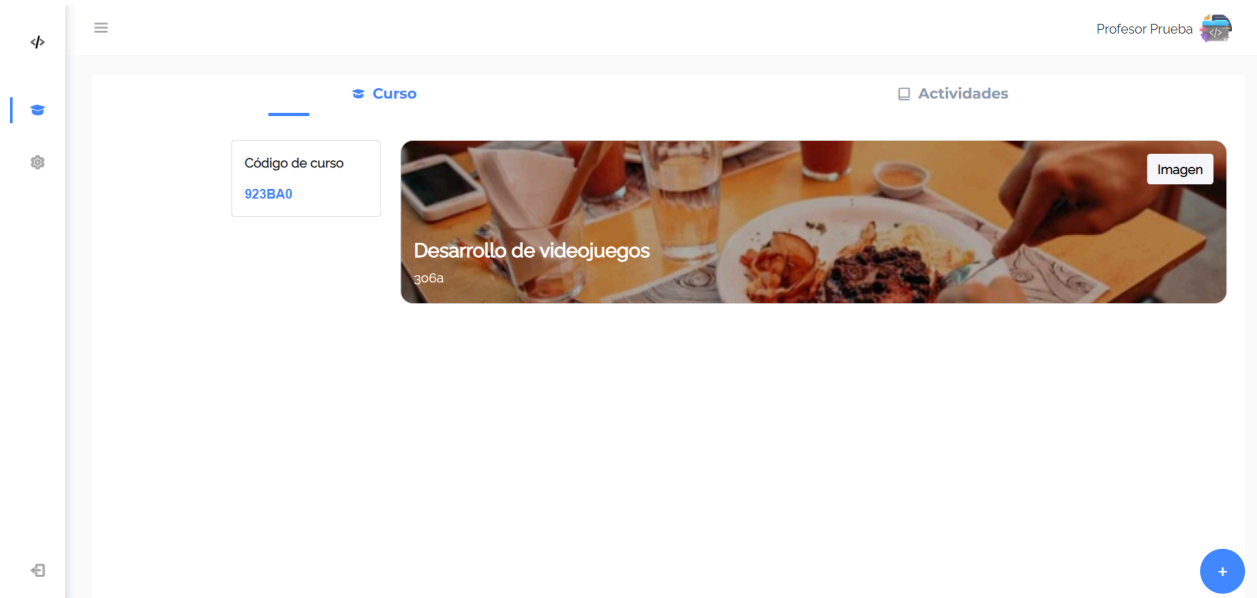 Profesor Prueba
Curso
Actividades
Código de curso
923BA0
Imagen
Desarrollo de videojuegos
306a
+